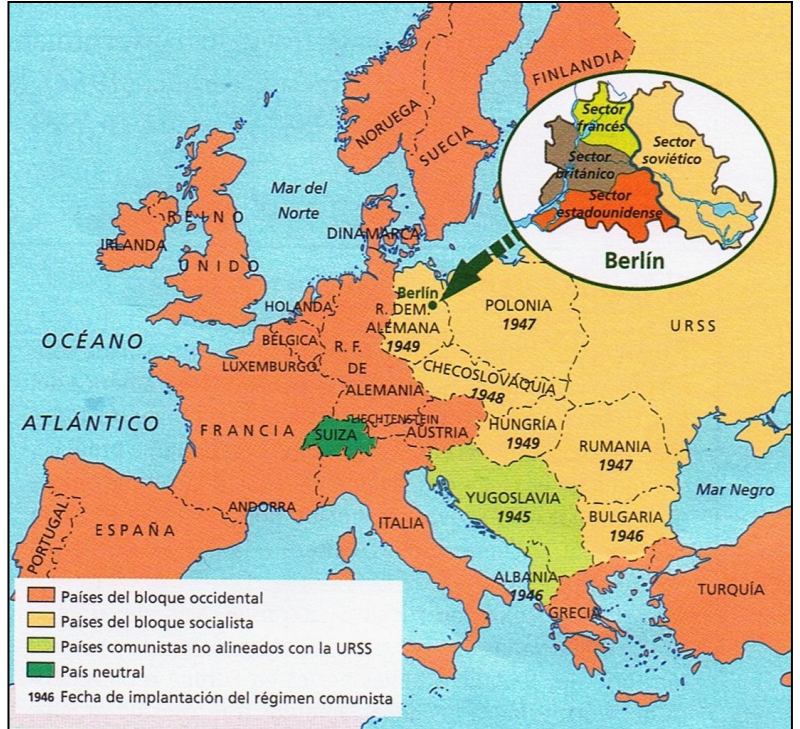 FINLANDIA
NORUEGA
SUECIA
Sector
francés
Sector
soviético
Sector
británico
Sector
estadounidense
Berlín
Mar del
Norte
DINAMARCA
REINO
UNIDO
IRLANDA
HOLANDA
BÉLGICA
LUXEMBURGO
Berlín
R. DEM.
ALEMANA
1949
POLONIA
1947
URSS
R. F.
DE
ALEMANIA
CHECOSLOVAQUIA
1948
OCÉANO
ATLÁNTICO
FRANCIA
LIECHTENSTEIN
SUIZA
AUSTRIA
HUNGRÍA
1949
RUMANIA
1947
Mar Negro
YUGOSLAVIA
1945
BULGARIA
1946
ANDORRA
ITALIA
PORTUGAL
ESPAÑA
ALBANIA
1946
GRECIA
TURQUÍA
Países del bloque occidental
Países del bloque socialista
Países comunistas no alineados con la URSS
País neutral
1946 Fecha de implantación del régimen comunista